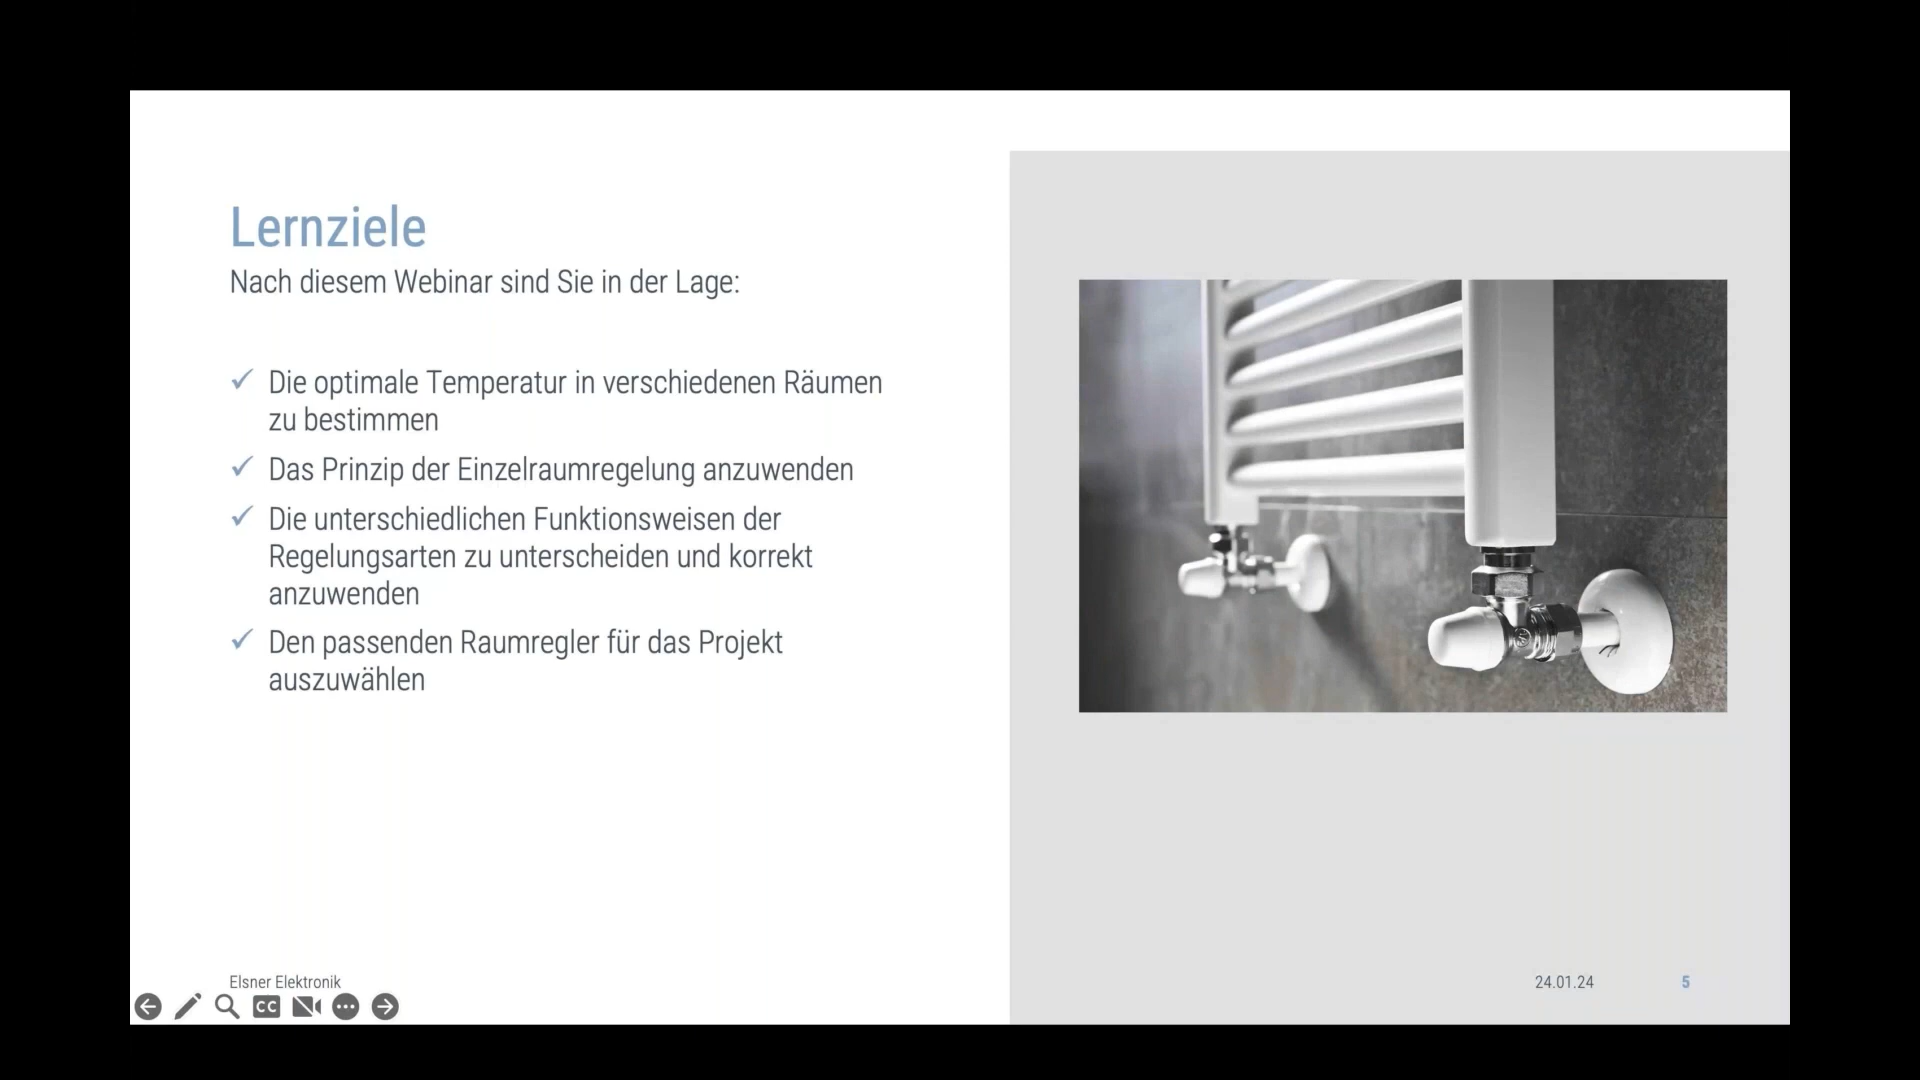 Lernziele
Nach diesem Webinar sind Sie in der Lage:
✓ Die optimale Temperatur in verschiedenen Räumen
zu bestimmen
✓ Das Prinzip der Einzelraumregelung anzuwenden
✓ Die unterschiedlichen Funktionsweisen der
Regelungsarten zu unterscheiden und korrekt
anzuwenden
✓ Den passenden Raumregler für das Projekt
auszuwählen
Elsner Elektronik
CC
24.01.24
5